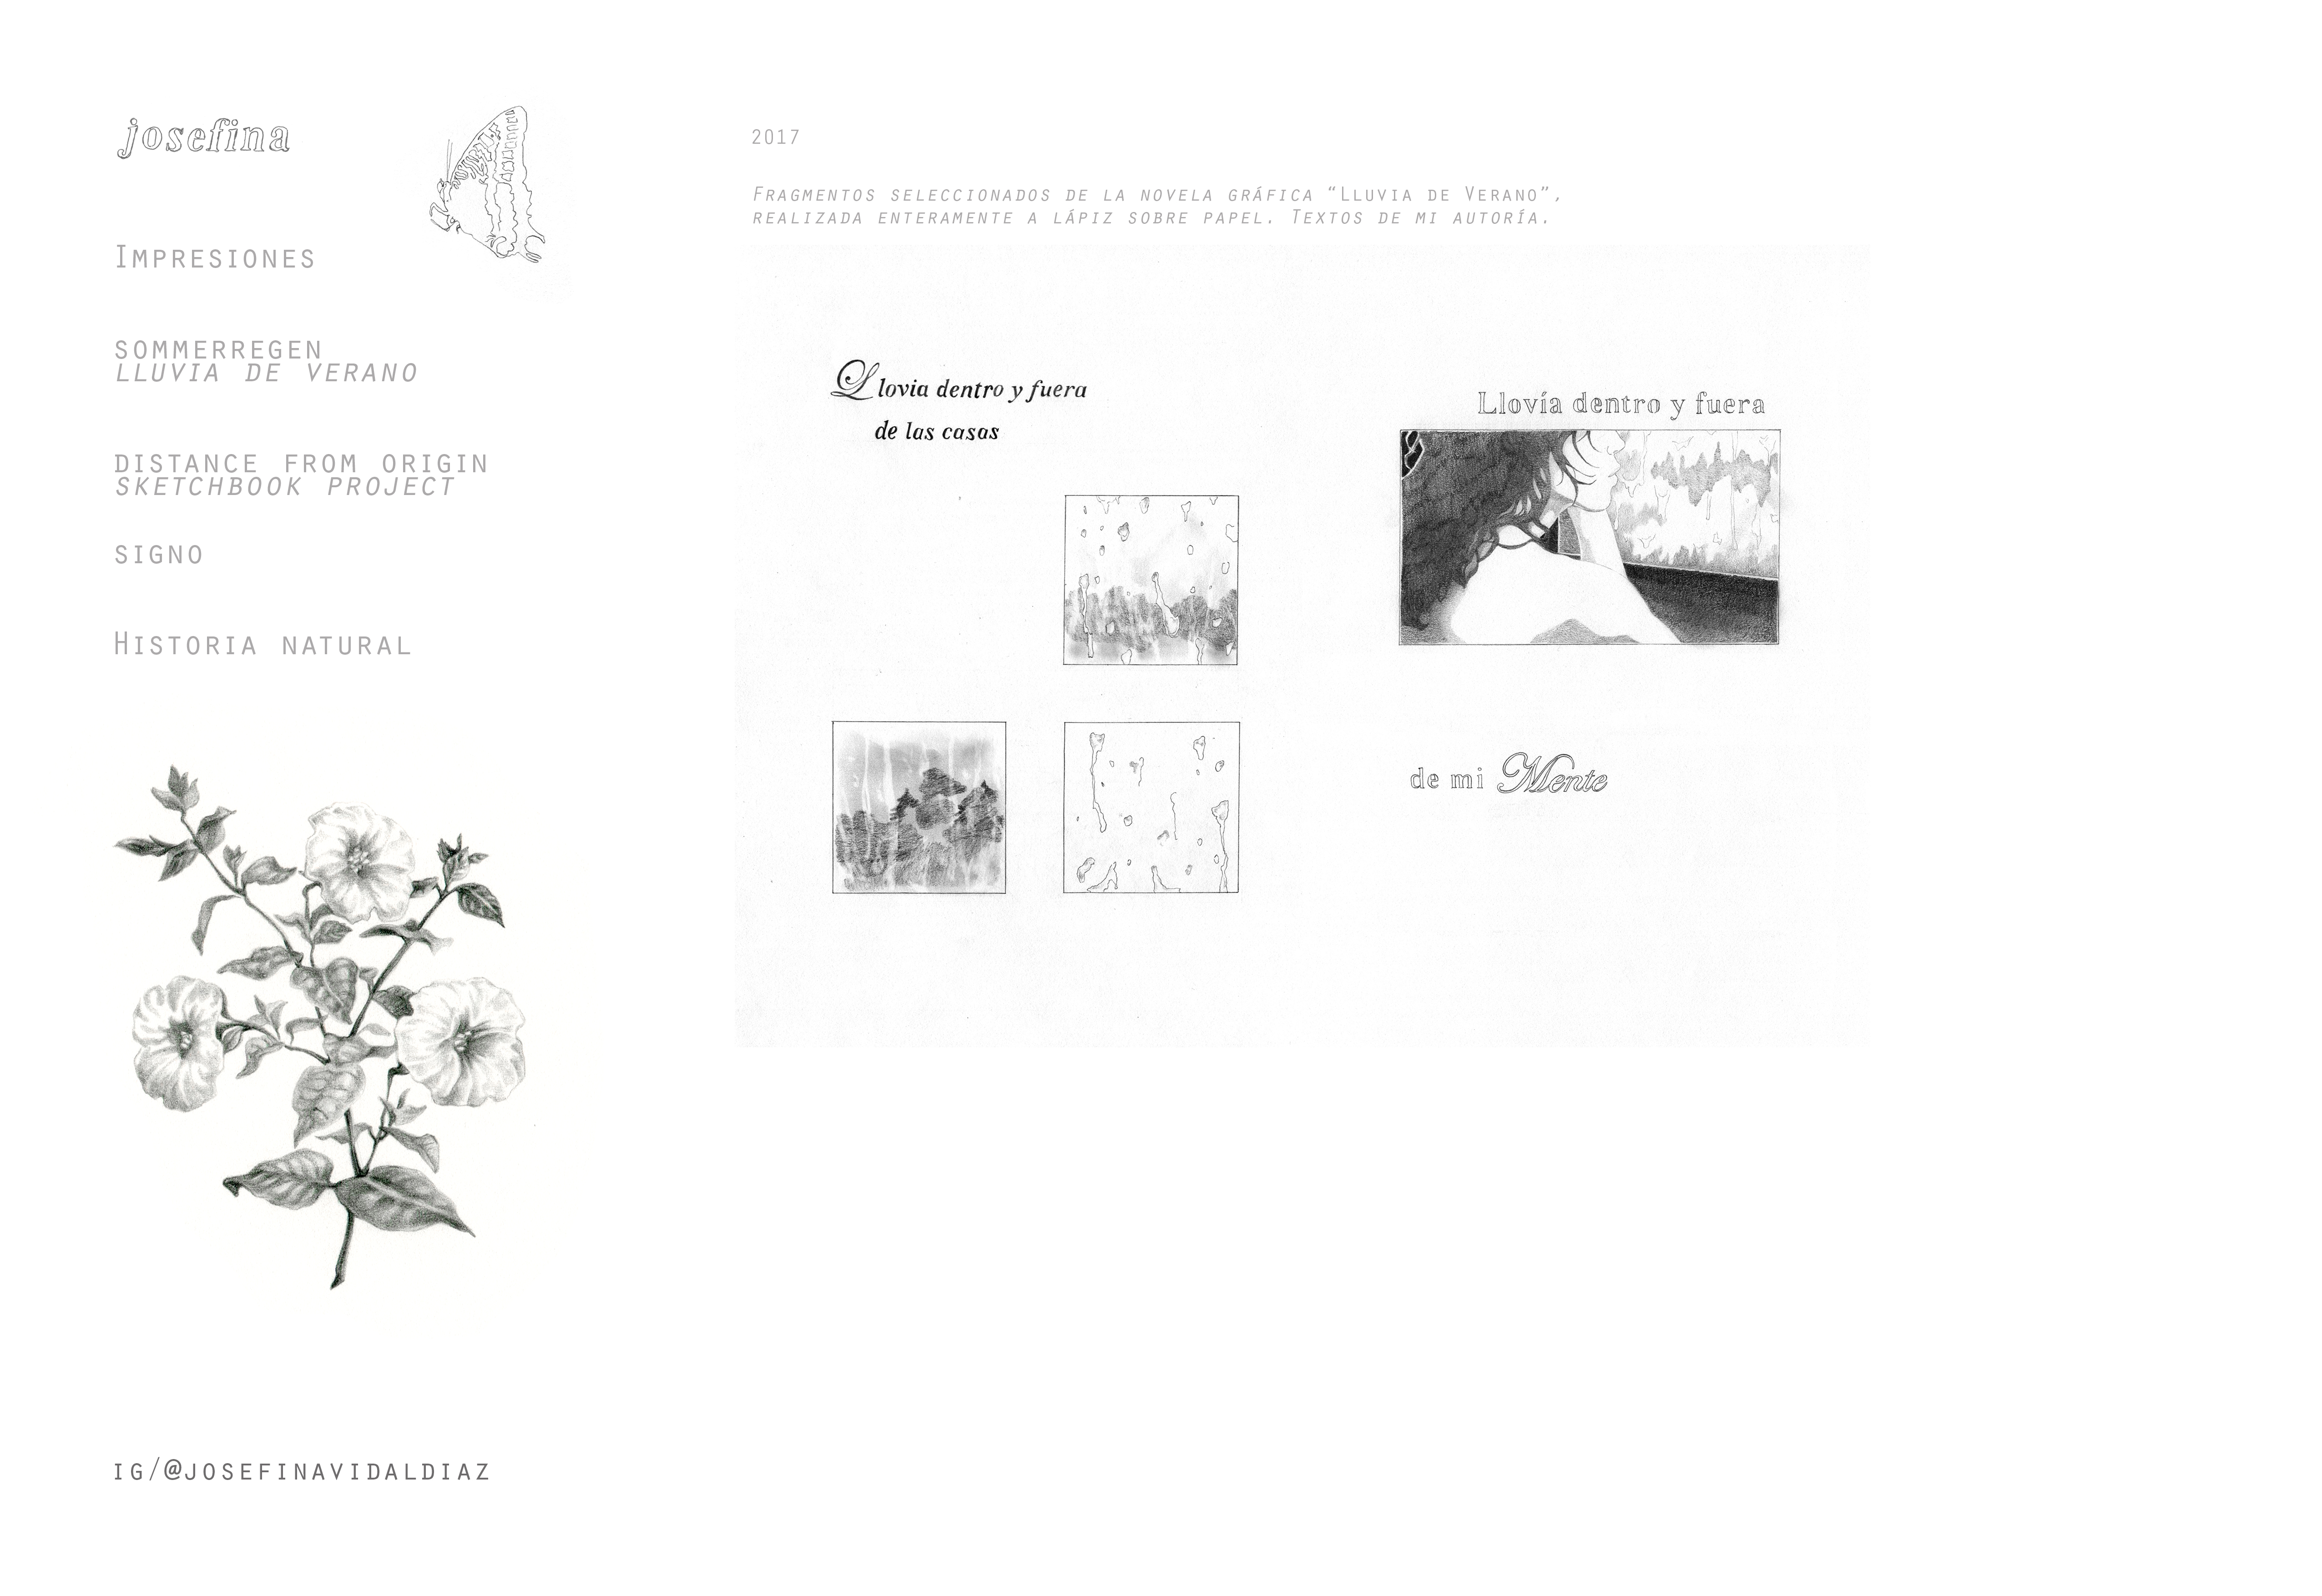 josefina
Impresiones
SOMMERREGEN
LLUVIA DE VERANO
DISTANCE FROM ORIGIN
SKETCHBOOK PROJECT
SIGNO
Historia natural
IG/@JOSEFINAVIDALDIAZ
2017
Fragmentos seleccionados de la novela gráfica “Lluvia de Verano”,
realizada enteramente a lápiz sobre papel. Textos de mi autoría.
Llovia dentro y fuera
de las casas
Llovía dentro y fuera
de mi Mente